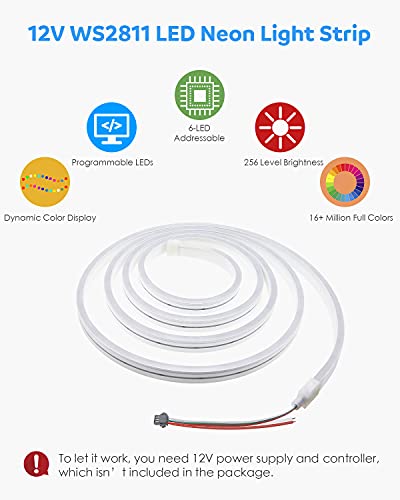 12V WS2811 LED Neon Light Strip
6-LED
Addressable
Programmable LEDs
256 Level Brightness
Dynamic Color Display
16+ Million Full Colors
To let it work, you need 12V power supply and controller,
which isn' t included in the package.